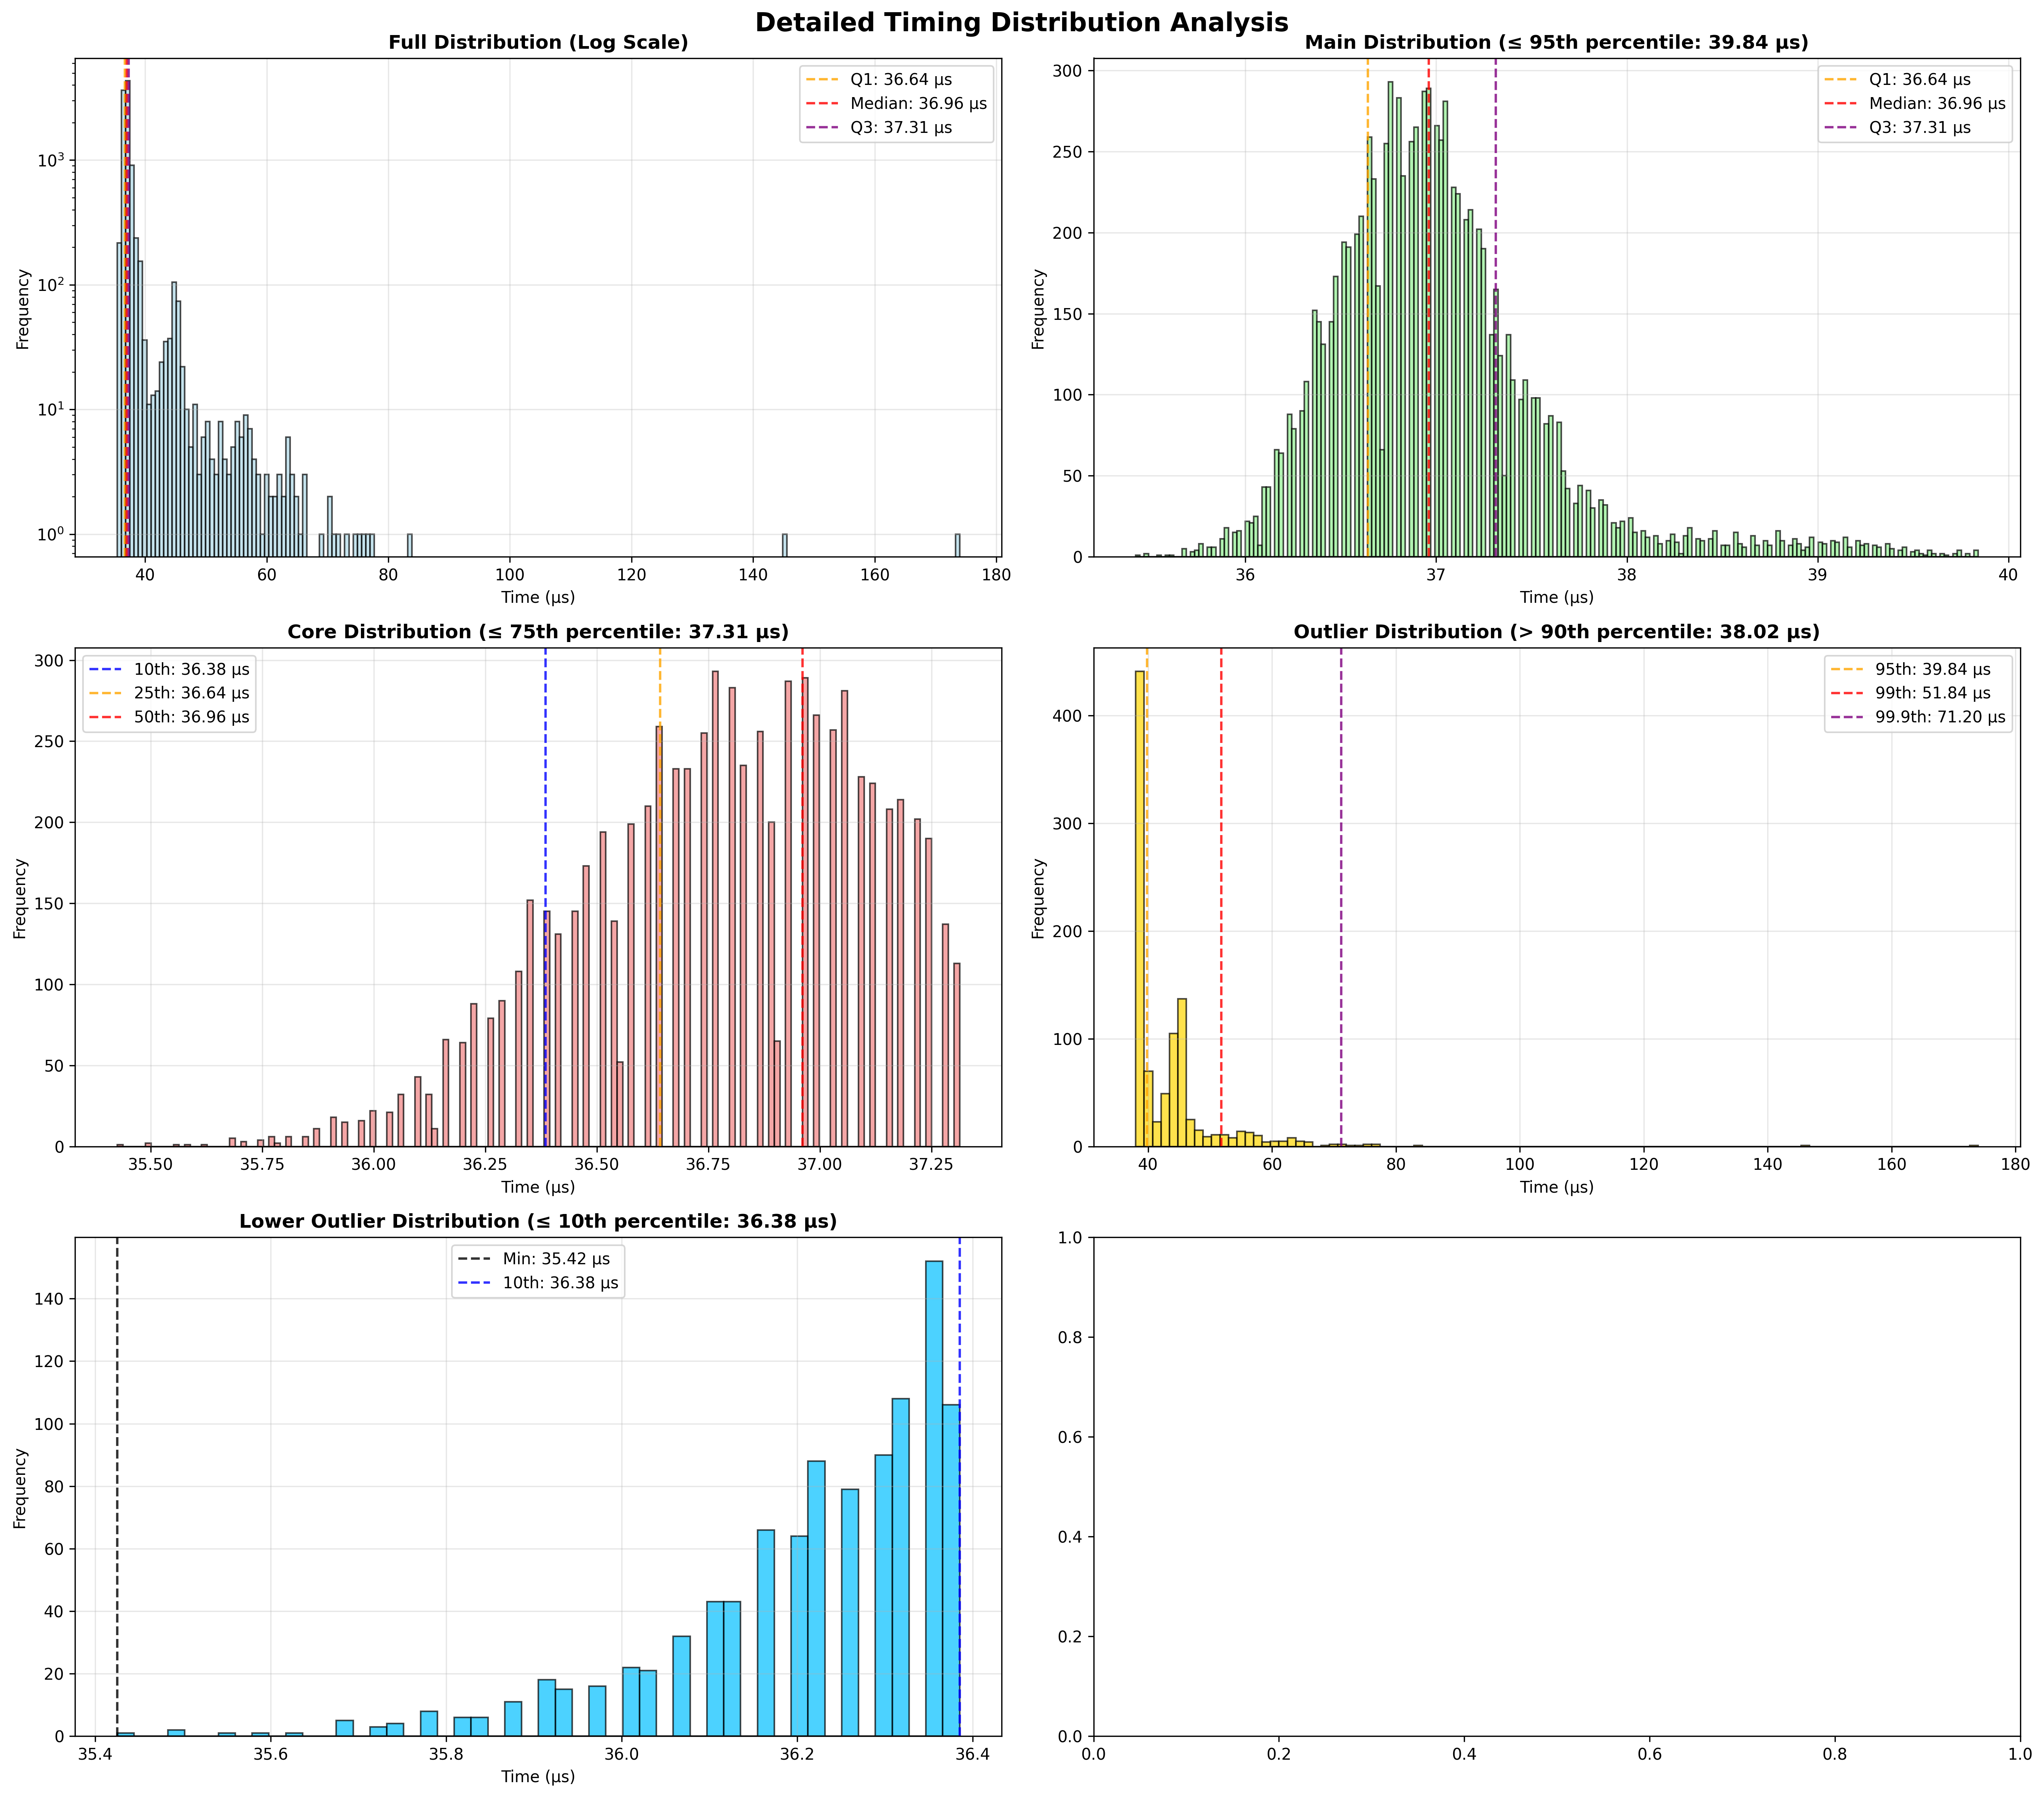 Detailed Timing Distribution Analysis
Full Distribution (Log Scale)
Q1: 36.64 µs
Median: 36.96 µs
Q3: 37.31 µs
Frequency
10³
10²
10¹
10⁰
40 60 80 100 120 140 160 180
Time (µs)
Main Distribution (≤ 95th percentile: 39.84 µs)
Q1: 36.64 µs
Median: 36.96 µs
Q3: 37.31 µs
Frequency
300
250
200
150
100
50
0
36 37 38 39 40
Time (µs)
Core Distribution (≤ 75th percentile: 37.31 µs)
10th: 36.38 µs
25th: 36.64 µs
50th: 36.96 µs
Frequency
300
250
200
150
100
50
0
35.50 35.75 36.00 36.25 36.50 36.75 37.00 37.25
Time (µs)
Outlier Distribution (> 90th percentile: 38.02 µs)
95th: 39.84 µs
99th: 51.84 µs
99.9th: 71.20 µs
Frequency
400
300
200
100
0
40 60 80 100 120 140 160 180
Time (µs)
Lower Outlier Distribution (≤ 10th percentile: 36.38 µs)
Min: 35.42 µs
10th: 36.38 µs
Frequency
140
120
100
80
60
40
20
0
35.4 35.6 35.8 36.0 36.2 36.4
Time (µs)
1.0
0.8
0.6
0.4
0.2
0.0
0.0 0.2 0.4 0.6 0.8 1.0